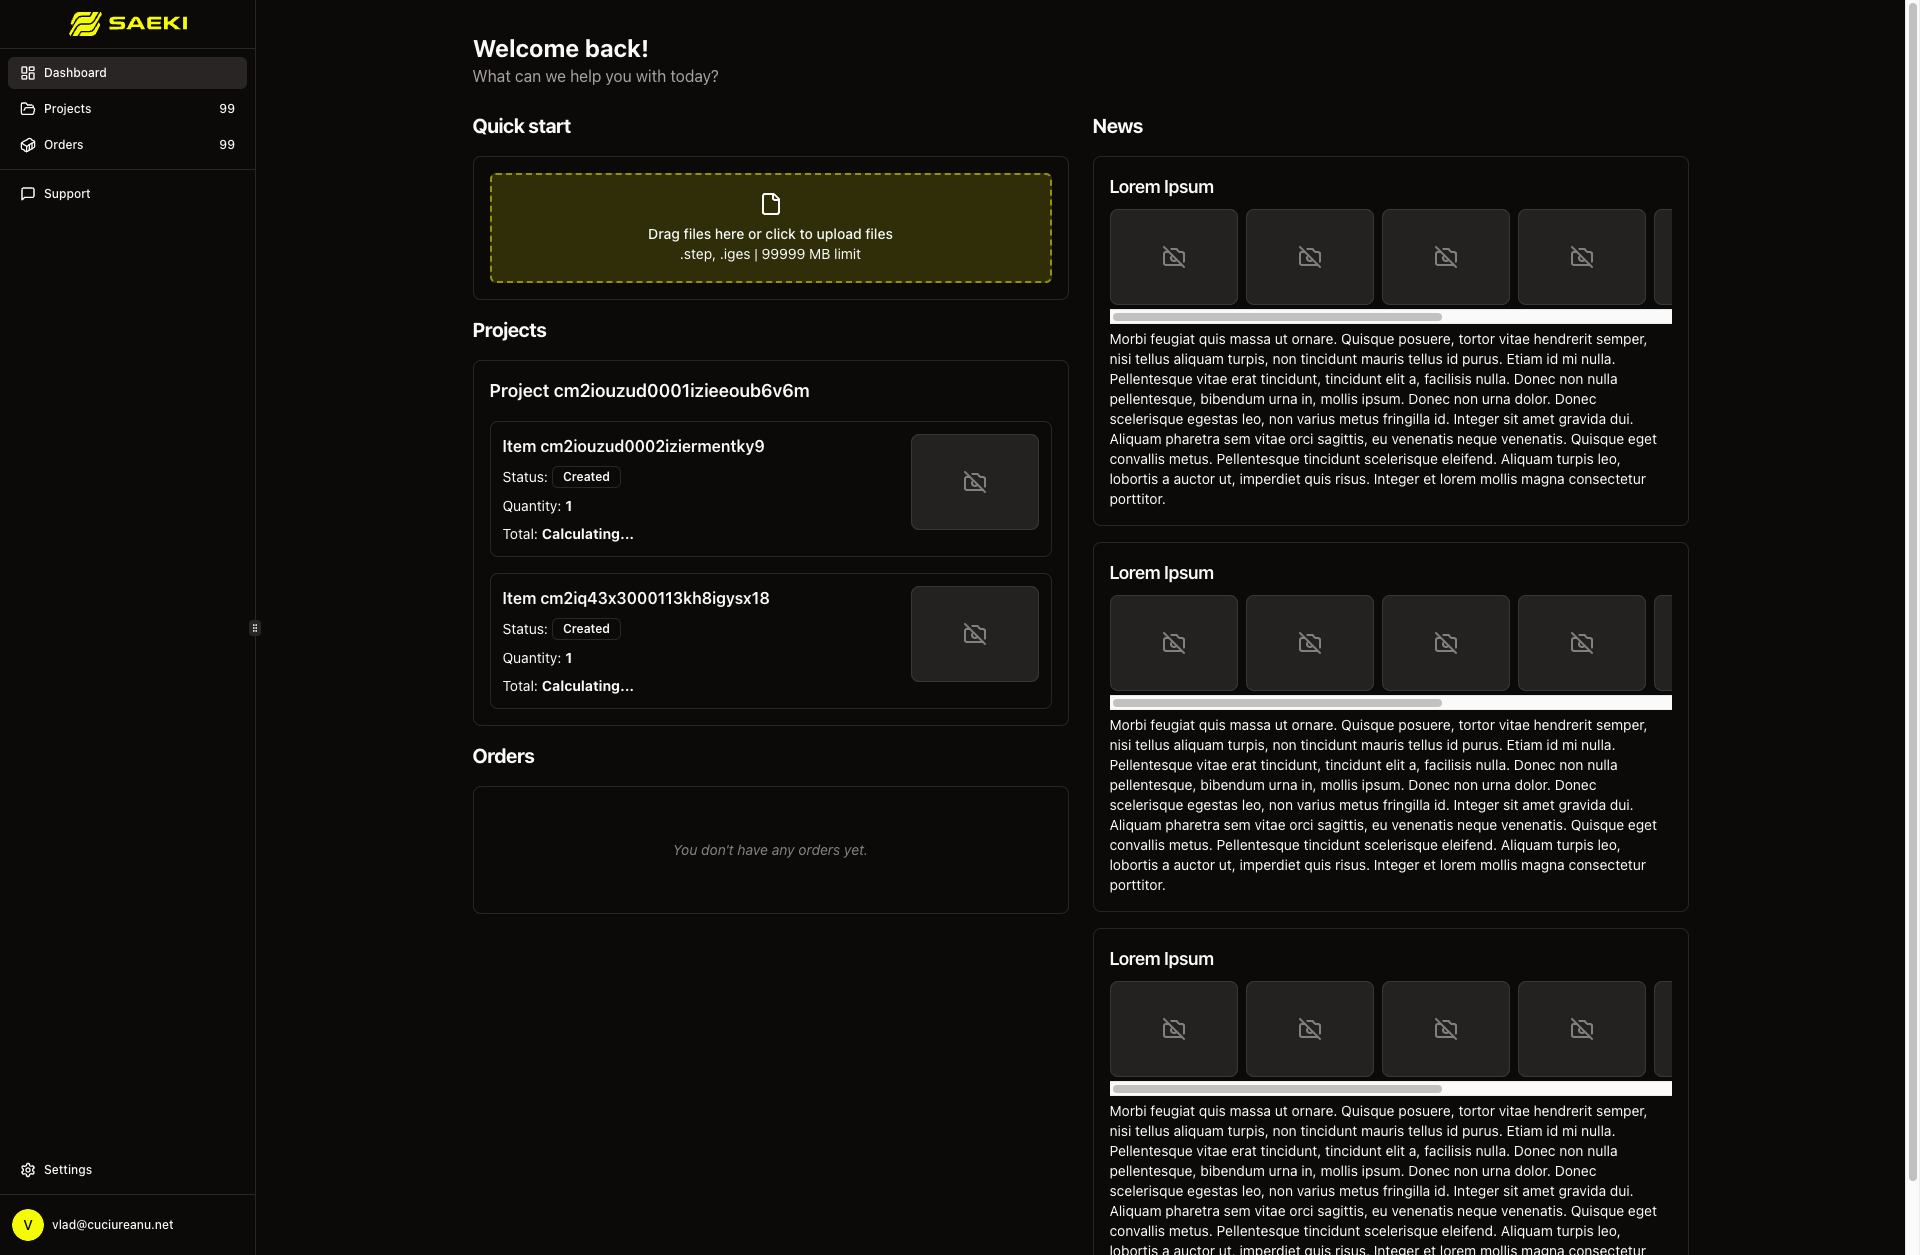 SAEKI
Dashboard
Projects 99
Orders 99
Support
Settings
V vlad@cuciureanu.net
Welcome back!
What can we help you with today?
Quick start
Drag files here or click to upload files
.step, .iges | 99999 MB limit
Projects
Project cm2iouzud0001izieeoub6v6m
Item cm2iouzud0002iziermentky9
Status: Created
Quantity: 1
Total: Calculating...
Item cm2iq43x3000113kh8igysx18
Status: Created
Quantity: 1
Total: Calculating...
Orders
You don't have any orders yet.
News
Lorem Ipsum
Morbi feugiat quis massa ut ornare. Quisque posuere, tortor vitae hendrerit semper,
nisi tellus aliquam turpis, non tincidunt mauris tellus id purus. Etiam id mi nulla.
Pellentesque vitae erat tincidunt, tincidunt elit a, facilisis nulla. Donec non nulla
pellentesque, bibendum urna in, mollis ipsum. Donec non urna dolor. Donec
scelerisque egestas leo, non varius metus fringilla id. Integer sit amet gravida dui.
Aliquam pharetra sem vitae orci sagittis, eu venenatis neque venenatis. Quisque eget
convallis metus. Pellentesque tincidunt scelerisque eleifend. Aliquam turpis leo,
lobortis a auctor ut, imperdiet quis risus. Integer et lorem mollis magna consectetur
porttitor.
Lorem Ipsum
Morbi feugiat quis massa ut ornare. Quisque posuere, tortor vitae hendrerit semper,
nisi tellus aliquam turpis, non tincidunt mauris tellus id purus. Etiam id mi nulla.
Pellentesque vitae erat tincidunt, tincidunt elit a, facilisis nulla. Donec non nulla
pellentesque, bibendum urna in, mollis ipsum. Donec non urna dolor. Donec
scelerisque egestas leo, non varius metus fringilla id. Integer sit amet gravida dui.
Aliquam pharetra sem vitae orci sagittis, eu venenatis neque venenatis. Quisque eget
convallis metus. Pellentesque tincidunt scelerisque eleifend. Aliquam turpis leo,
lobortis a auctor ut, imperdiet quis risus. Integer et lorem mollis magna consectetur
porttitor.
Lorem Ipsum
Morbi feugiat quis massa ut ornare. Quisque posuere, tortor vitae hendrerit semper,
nisi tellus aliquam turpis, non tincidunt mauris tellus id purus. Etiam id mi nulla.
Pellentesque vitae erat tincidunt, tincidunt elit a, facilisis nulla. Donec non nulla
pellentesque, bibendum urna in, mollis ipsum. Donec non urna dolor. Donec
scelerisque egestas leo, non varius metus fringilla id. Integer sit amet gravida dui.
Aliquam pharetra sem vitae orci sagittis, eu venenatis neque venenatis. Quisque eget
convallis metus. Pellentesque tincidunt scelerisque eleifend. Aliquam turpis leo,
lobortis a auctor ut, imperdiet quis risus. Integer et lorem mollis magna consectetur